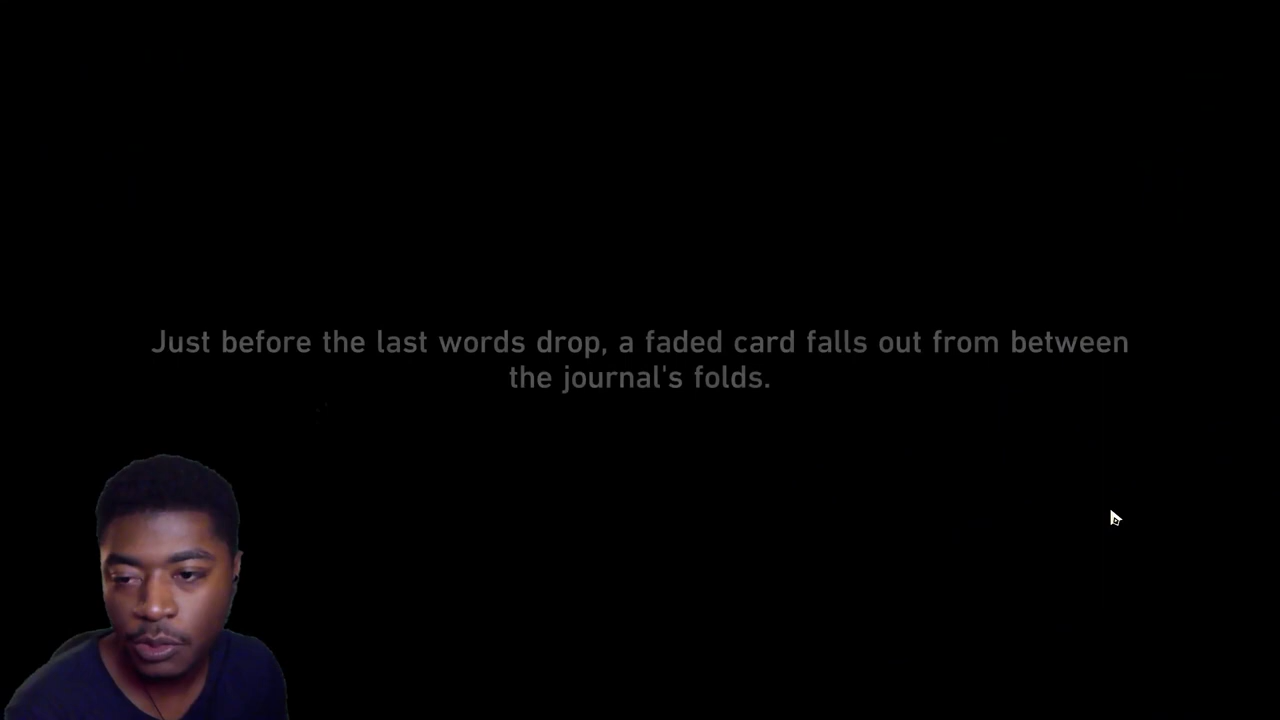 Just before the last words drop, a faded card falls out from between
the journal's folds.